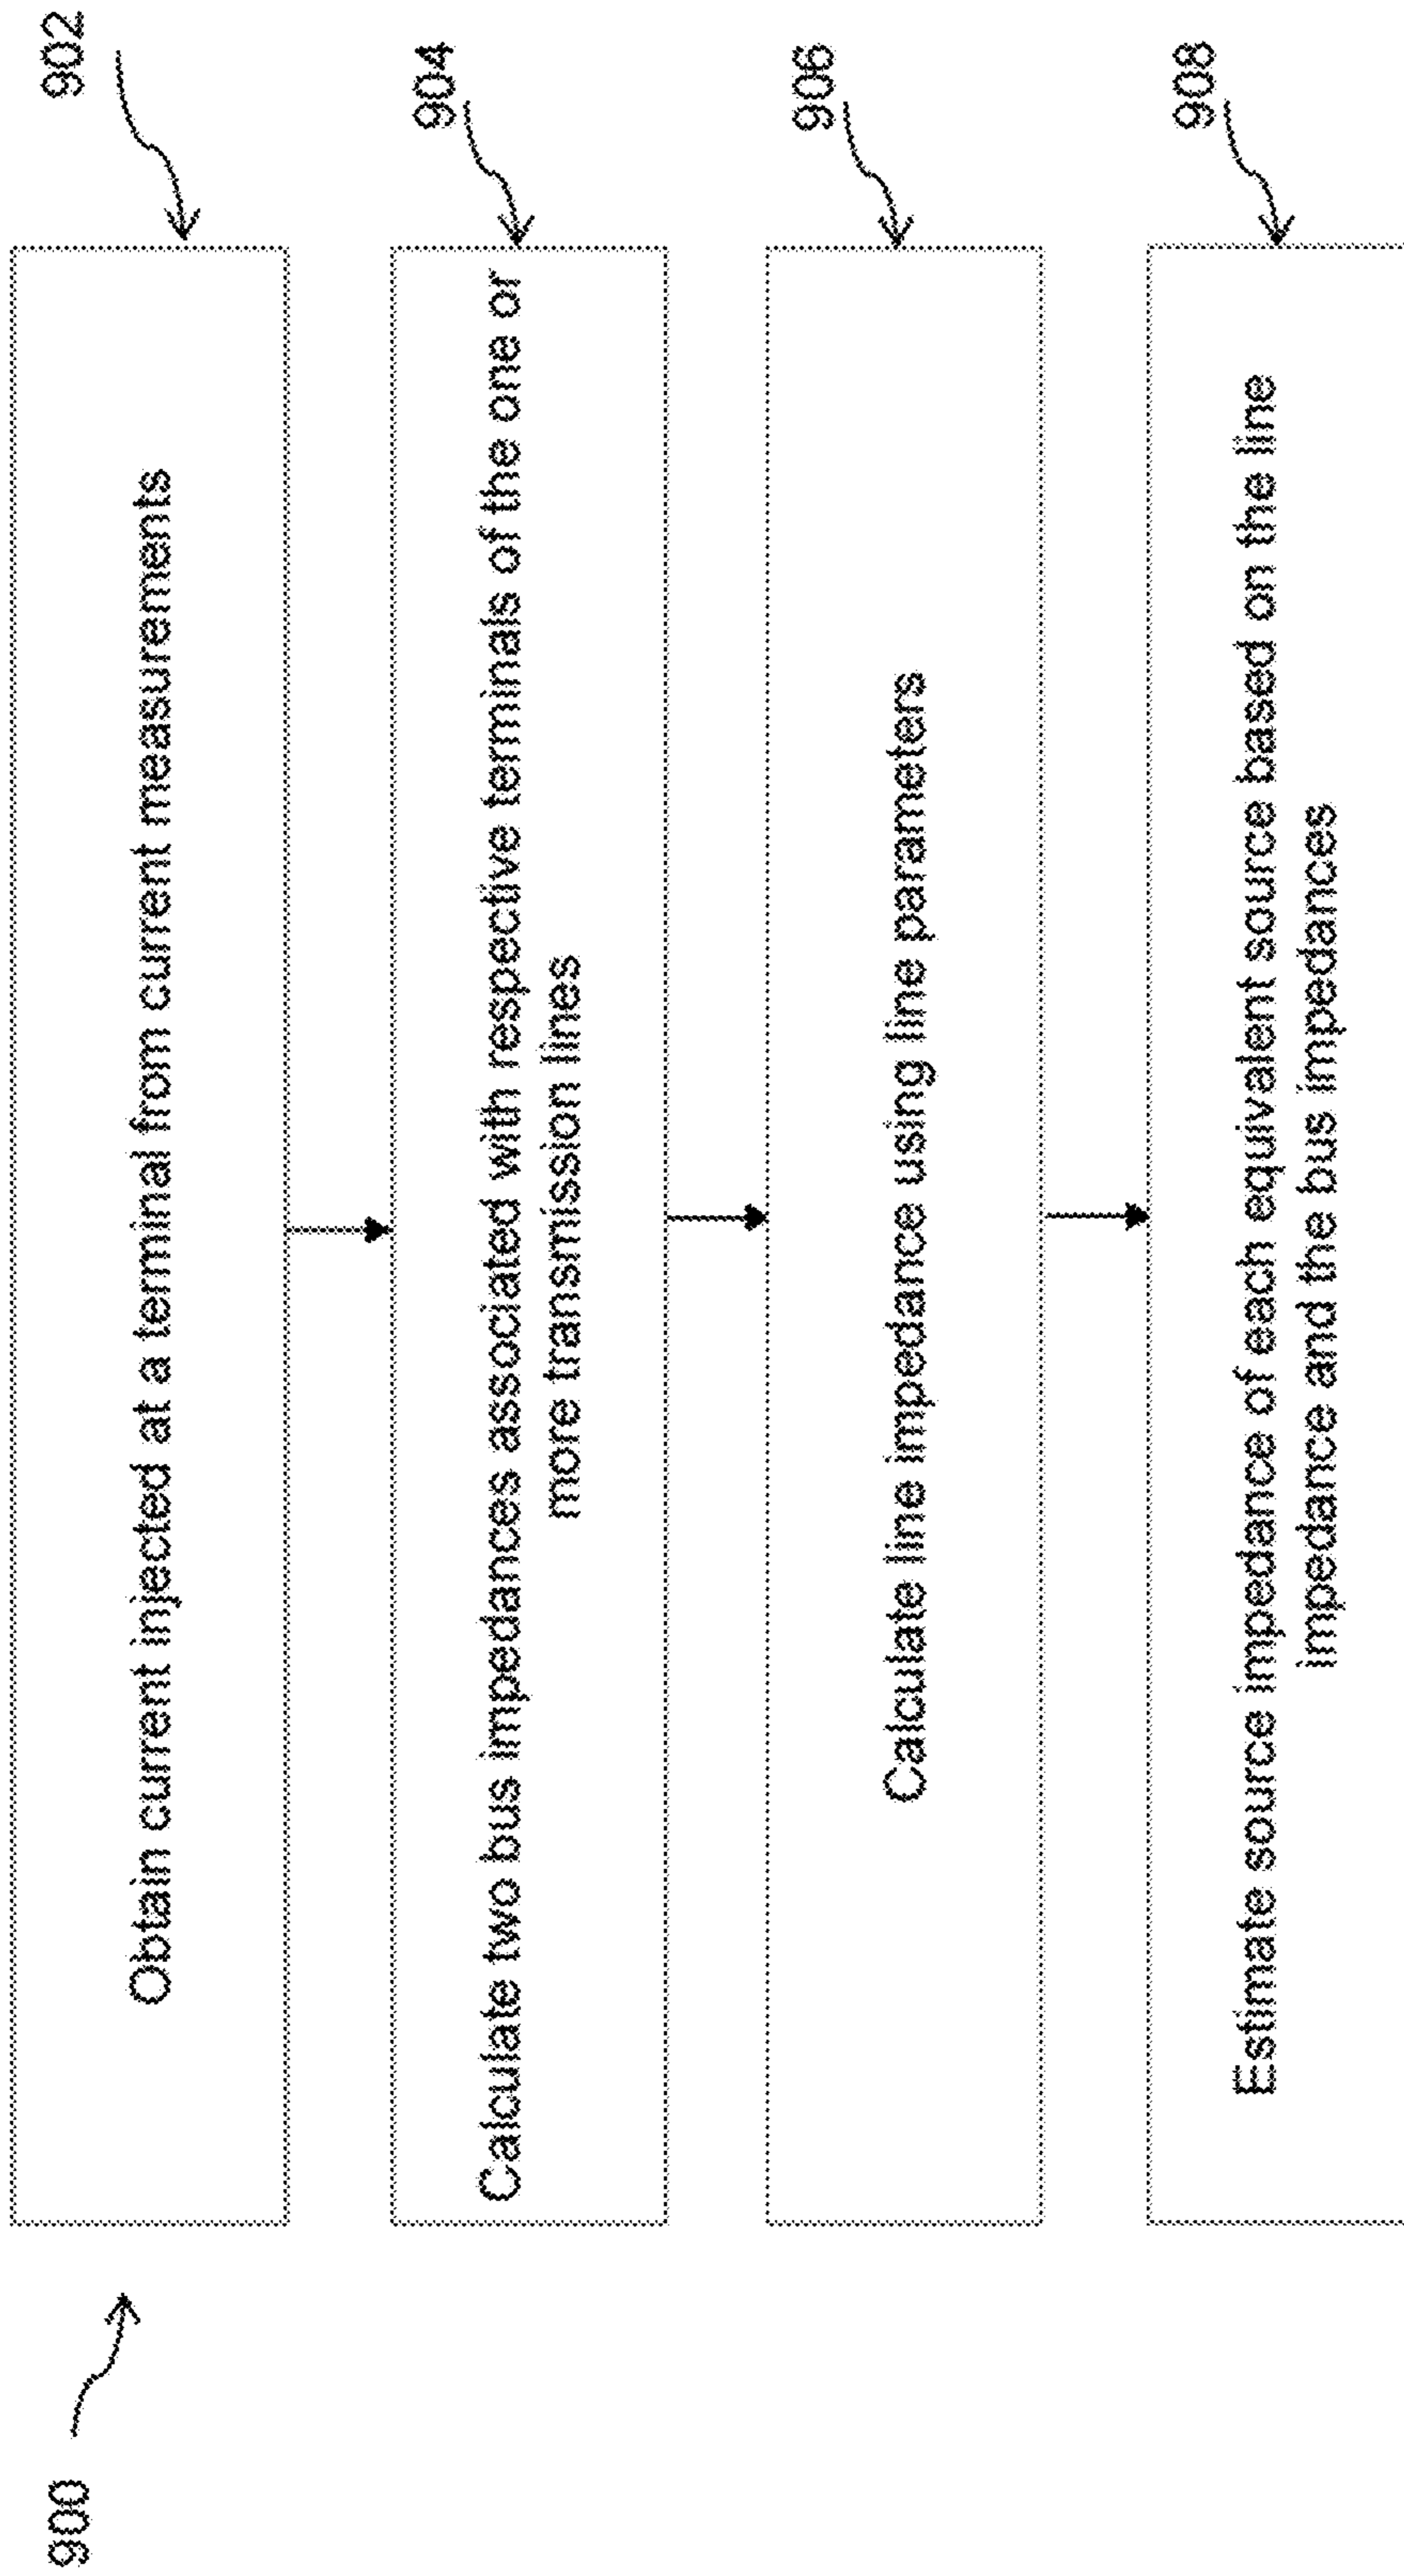 900
902
Obtain current injected at a terminal from current measurements
904
Calculate two bus impedances associated with respective terminals of the one or
more transmission lines
906
Calculate line impedance using line parameters
908
Estimate source impedance of each equivalent source based on the line
impedance and the bus impedances